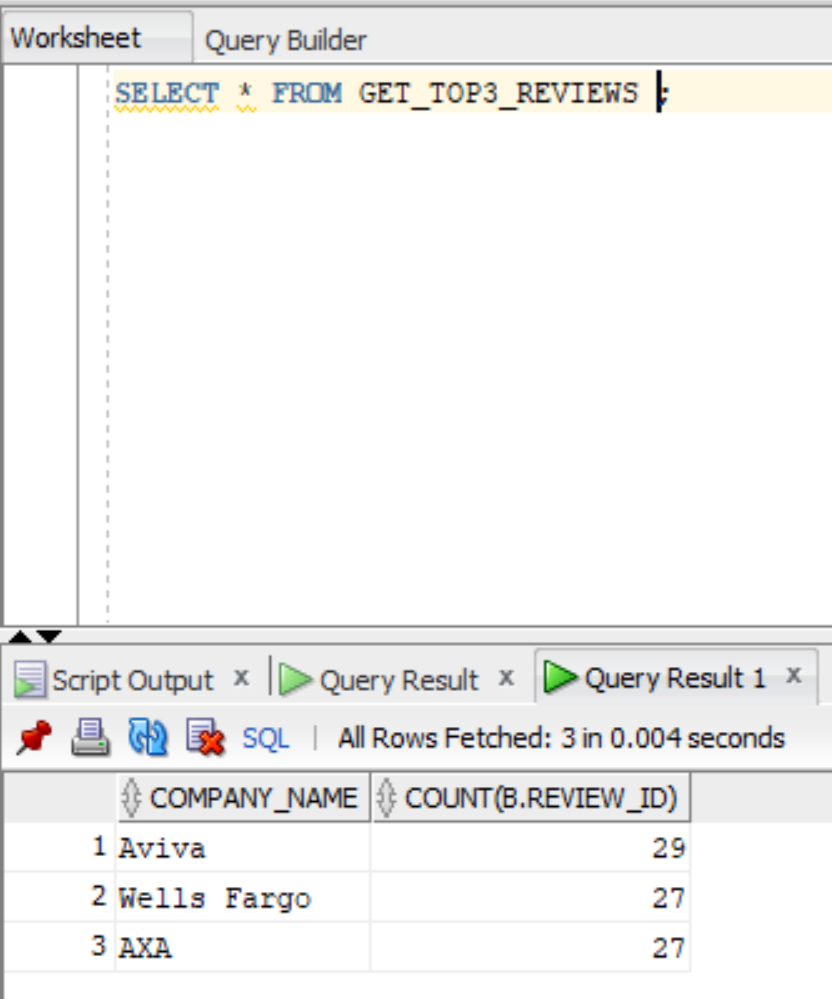 Worksheet Query Builder
SELECT * FROM GET_TOP3_REVIEWS ;
Script Output x Query Result x Query Result 1 x
SQL | All Rows Fetched: 3 in 0.004 seconds
COMPANY_NAME COUNT(B.REVIEW_ID)
1 Aviva 29
2 Wells Fargo 27
3 AXA 27